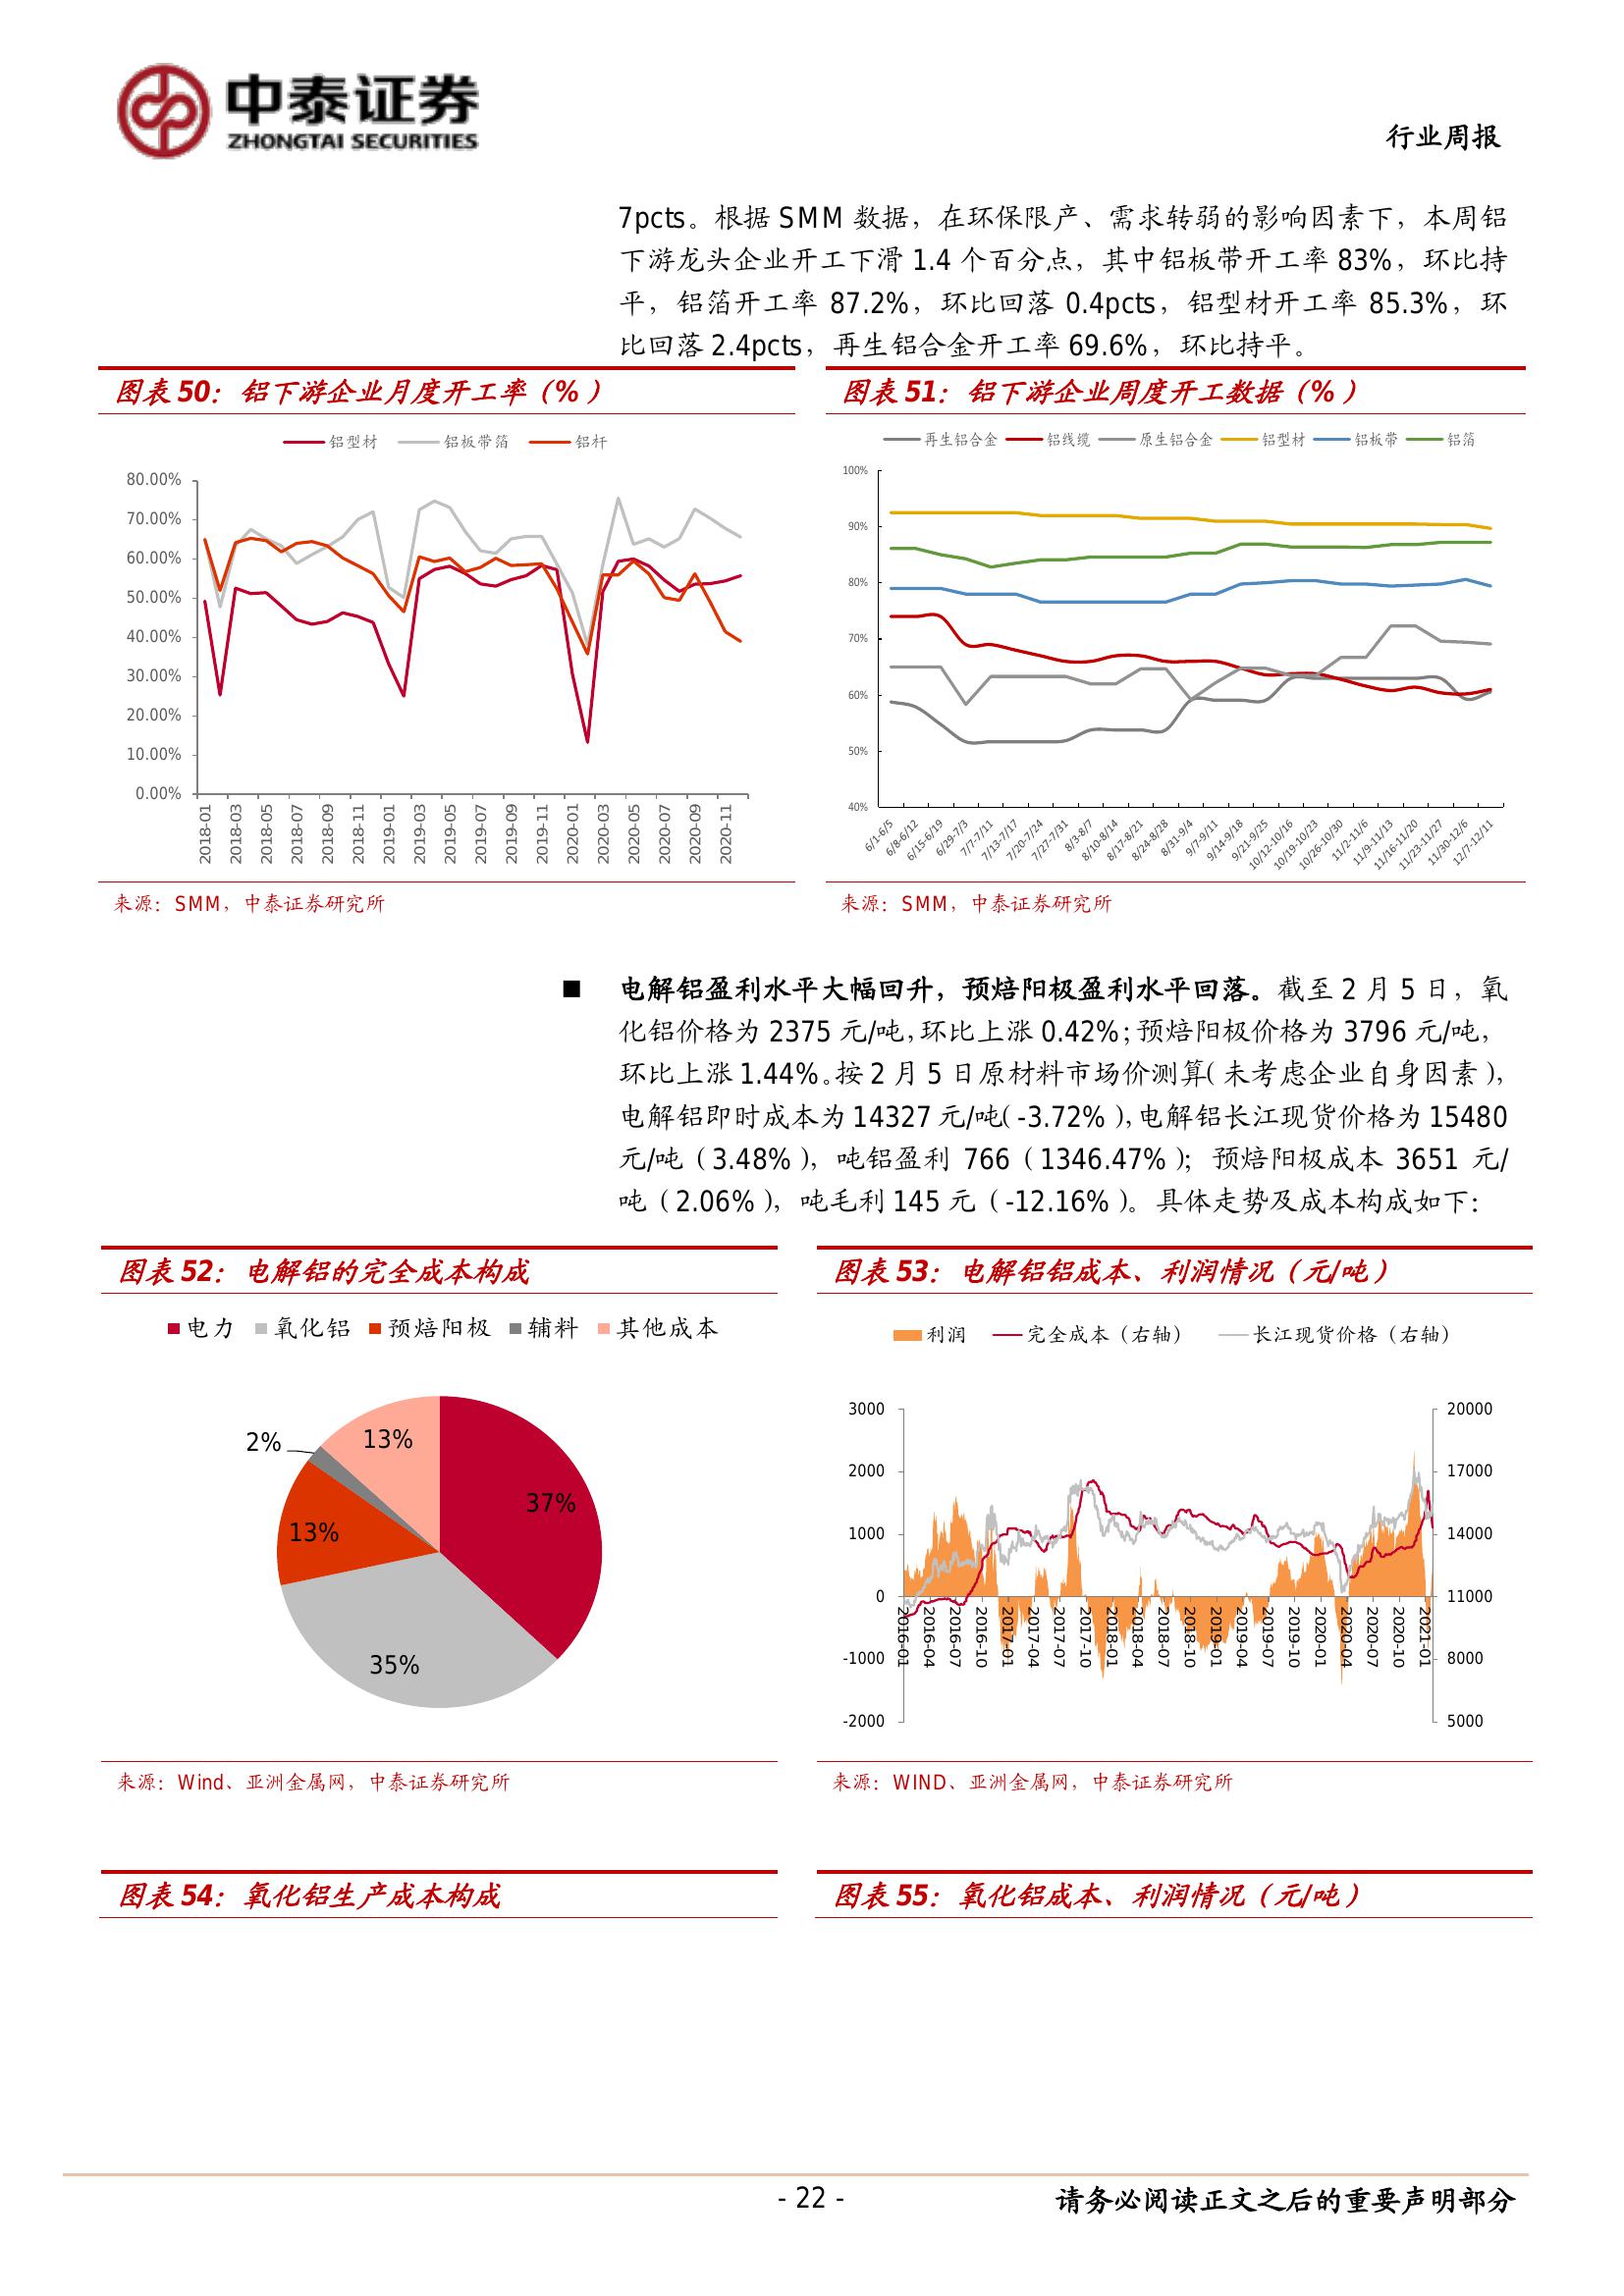 中泰证券
ZHONGTAI SECURITIES
行业周报
7pcts。根据 SMM 数据，在环保限产、需求转弱的影响因素下，本周铝
下游龙头企业开工下滑 1.4 个百分点，其中铝板带开工率 83%，环比持
平，铝箔开工率 87.2%，环比回落 0.4pcts，铝型材开工率 85.3%，环
比回落 2.4pcts，再生铝合金开工率 69.6%，环比持平。
图表 50：铝下游企业月度开工率（%）
铝型材 铝板带箔 铝杆
80.00%
70.00%
60.00%
50.00%
40.00%
30.00%
20.00%
10.00%
0.00%
2018-01 2018-03 2018-05 2018-07 2018-09 2018-11 2019-01 2019-03 2019-05 2019-07 2019-09 2019-11 2020-01 2020-03 2020-05 2020-07 2020-09 2020-11
来源：SMM，中泰证券研究所
图表 51：铝下游企业周度开工数据（%）
再生铝合金 铝线缆 原生铝合金 铝型材 铝板带 铝箔
100%
90%
80%
70%
60%
50%
40%
6/1-6/5 6/8-6/12 6/15-6/19 6/29-7/3 7/7-7/11 7/13-7/17 7/20-7/24 7/27-7/31 8/3-8/7 8/10-8/14 8/17-8/21 8/24-8/28 8/31-9/4 9/7-9/11 9/14-9/18 9/21-9/25 10/12-10/16 10/19-10/23 10/26-10/30 11/2-11/6 11/9-11/13 11/16-11/20 11/23-11/27 11/30-12/6 12/7-12/11
来源：SMM，中泰证券研究所
■ 电解铝盈利水平大幅回升，预焙阳极盈利水平回落。截至 2 月 5 日，氧
化铝价格为 2375 元/吨，环比上涨 0.42%；预焙阳极价格为 3796 元/吨，
环比上涨 1.44%。按 2 月 5 日原材料市场价测算（未考虑企业自身因素），
电解铝即时成本为 14327 元/吨（-3.72%），电解铝长江现货价格为 15480
元/吨（3.48%），吨铝盈利 766（1346.47%）；预焙阳极成本 3651 元/
吨（2.06%），吨毛利 145 元（-12.16%）。具体走势及成本构成如下：
图表 52：电解铝的完全成本构成
电力 氧化铝 预焙阳极 辅料 其他成本
2%
13%
37%
13%
35%
来源：Wind、亚洲金属网，中泰证券研究所
图表 53：电解铝铝成本、利润情况（元/吨）
利润 完全成本（右轴） 长江现货价格（右轴）
3000
2000
1000
0
-1000
-2000
20000
17000
14000
11000
8000
5000
2016-01 2016-04 2016-07 2016-10 2017-01 2017-04 2017-07 2017-10 2018-01 2018-04 2018-07 2018-10 2019-01 2019-04 2019-07 2019-10 2020-01 2020-04 2020-07 2020-10 2021-01
来源：WIND、亚洲金属网，中泰证券研究所
图表 54：氧化铝生产成本构成
图表 55：氧化铝成本、利润情况（元/吨）
- 22 -
请务必阅读正文之后的重要声明部分